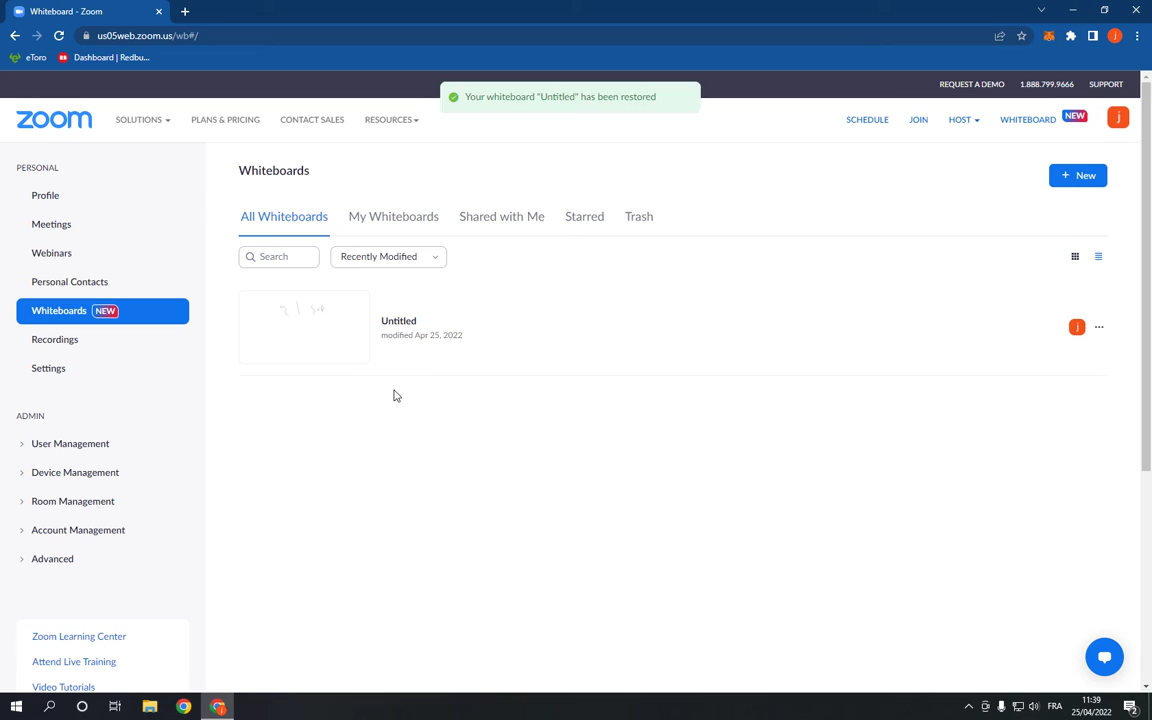 Whiteboard - Zoom
us05web.zoom.us/wb#/
eToro
Dashboard | Redbu...
REQUEST A DEMO 1.888.799.9666 SUPPORT
Your whiteboard "Untitled" has been restored
zoom
SOLUTIONS PLANS & PRICING CONTACT SALES RESOURCES SCHEDULE JOIN HOST WHITEBOARD NEW j
PERSONAL
Profile
Meetings
Webinars
Personal Contacts
Whiteboards NEW
Recordings
Settings
ADMIN
User Management
Device Management
Room Management
Account Management
Advanced
Zoom Learning Center
Attend Live Training
Video Tutorials
Whiteboards
+ New
All Whiteboards My Whiteboards Shared with Me Starred Trash
Search Recently Modified
Untitled
modified Apr 25, 2022
j
FRA
11:39
25/04/2022
2